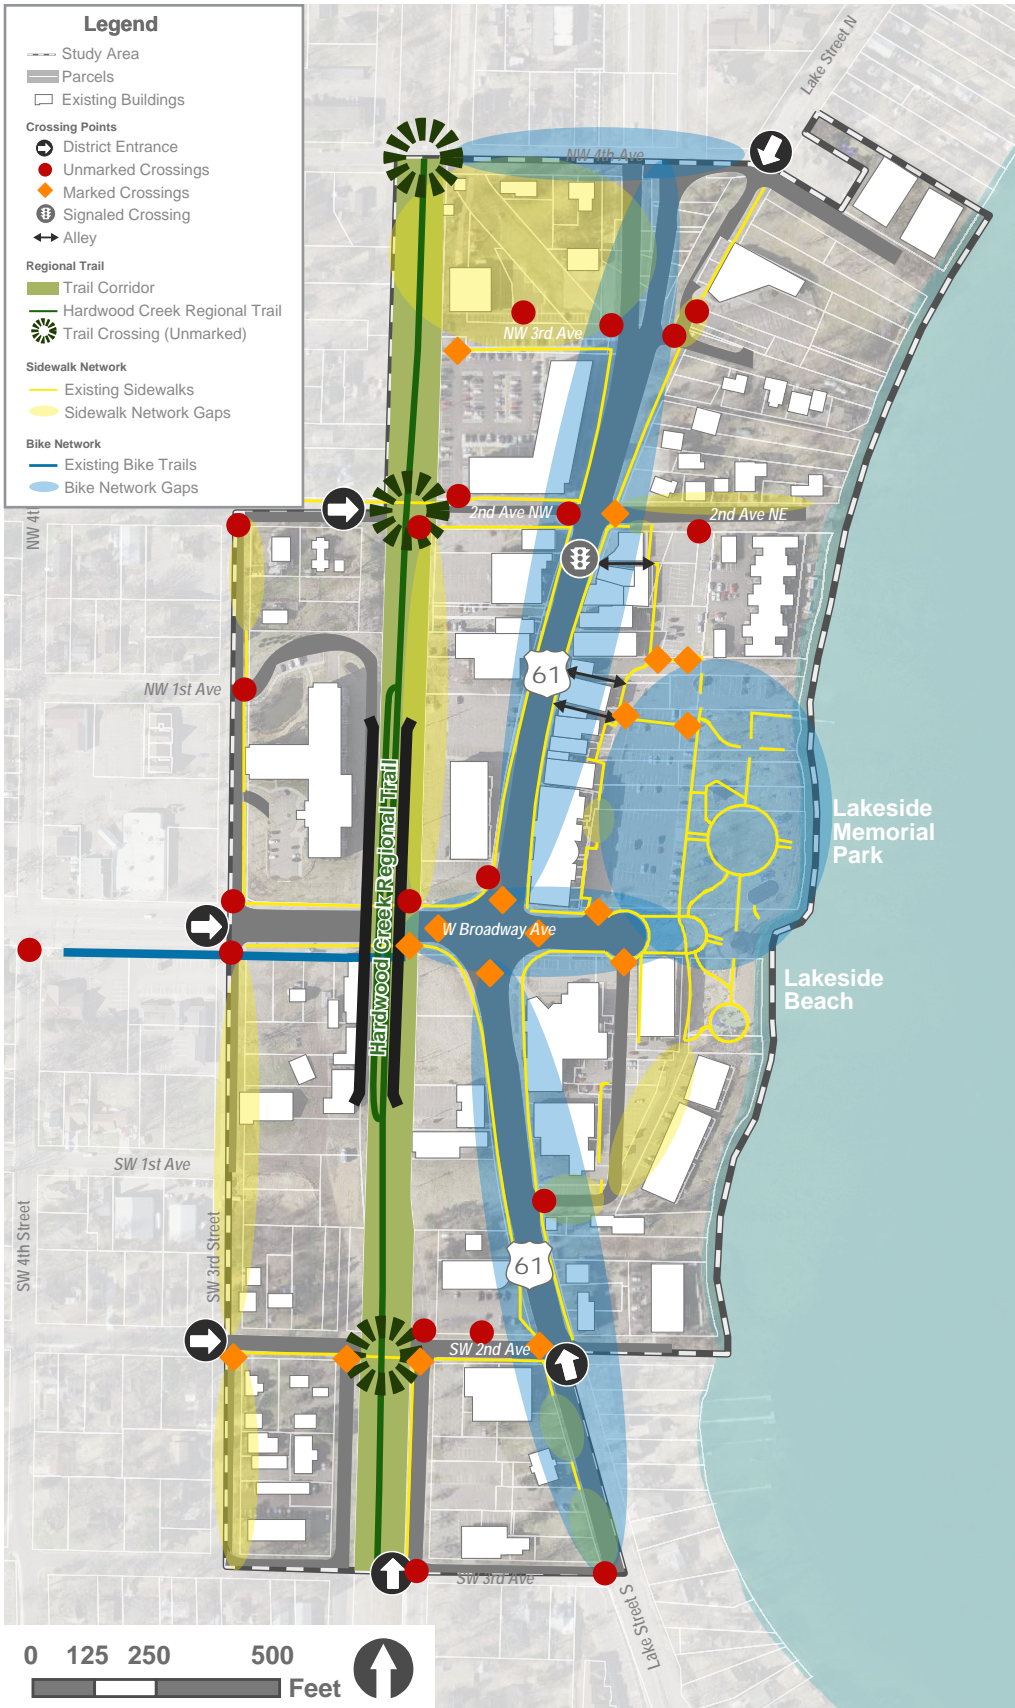 Legend
Study Area
Parcels
Existing Buildings
Crossing Points
District Entrance
Unmarked Crossings
Marked Crossings
Signaled Crossing
Alley
Regional Trail
Trail Corridor
Hardwood Creek Regional Trail
Trail Crossing (Unmarked)
Sidewalk Network
Existing Sidewalks
Sidewalk Network Gaps
Bike Network
Existing Bike Trails
Bike Network Gaps
Lake Street N
NW 4th Ave
NW 3rd Ave
NW 4t
2nd Ave NW
2nd Ave NE
61
NW 1st Ave
Hardwood Creek Regional Trail
Lakeside
Memorial
Park
W Broadway Ave
Lakeside
Beach
SW 1st Ave
SW 4th Street
SW 3rd Street
61
SW 2nd Ave
SW 3rd Ave
Lake Street S
0 125 250 500
Feet